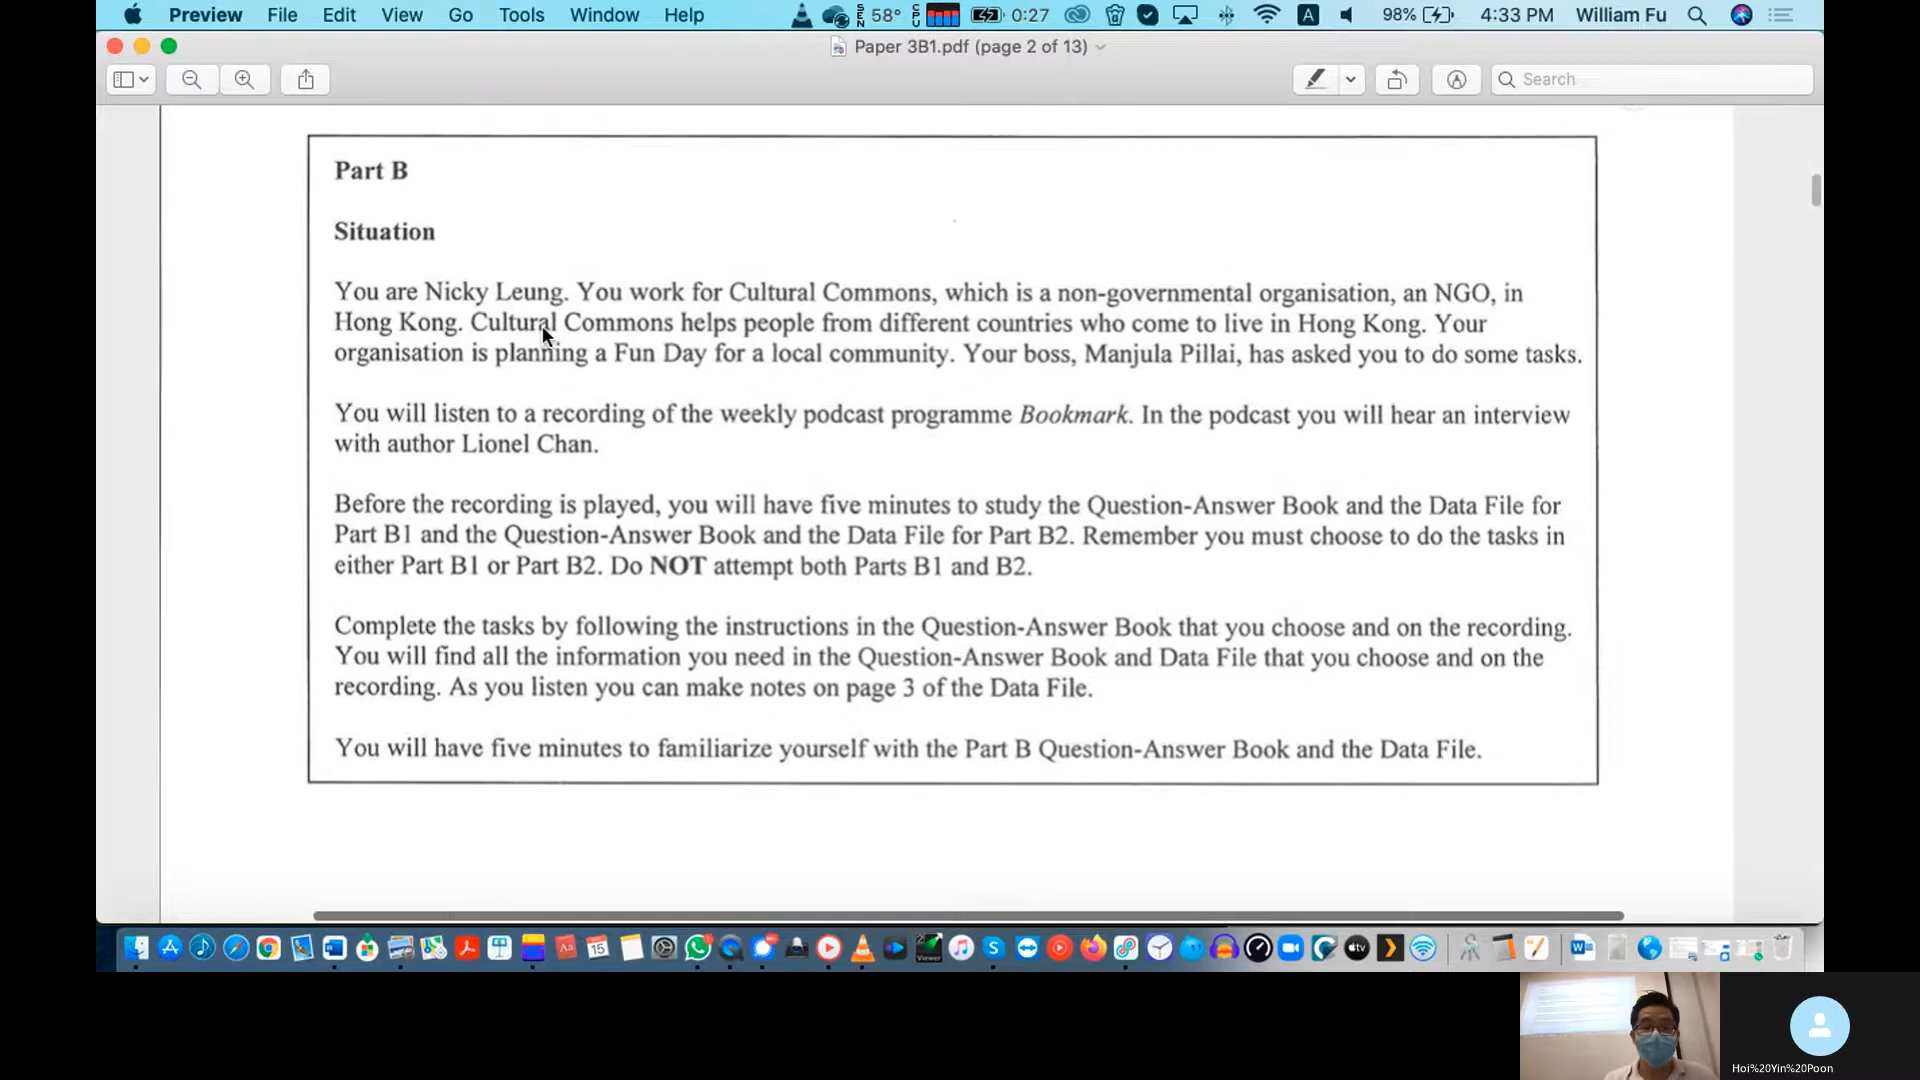 Preview File Edit View Go Tools Window Help SEN 58° CPU 0:27 A 98% 4:33 PM William Fu
Paper 3B1.pdf (page 2 of 13)
Search
Part B
Situation
You are Nicky Leung. You work for Cultural Commons, which is a non-governmental organisation, an NGO, in
Hong Kong. Cultural Commons helps people from different countries who come to live in Hong Kong. Your
organisation is planning a Fun Day for a local community. Your boss, Manjula Pillai, has asked you to do some tasks.
You will listen to a recording of the weekly podcast programme Bookmark. In the podcast you will hear an interview
with author Lionel Chan.
Before the recording is played, you will have five minutes to study the Question-Answer Book and the Data File for
Part B1 and the Question-Answer Book and the Data File for Part B2. Remember you must choose to do the tasks in
either Part B1 or Part B2. Do NOT attempt both Parts B1 and B2.
Complete the tasks by following the instructions in the Question-Answer Book that you choose and on the recording.
You will find all the information you need in the Question-Answer Book and Data File that you choose and on the
recording. As you listen you can make notes on page 3 of the Data File.
You will have five minutes to familiarize yourself with the Part B Question-Answer Book and the Data File.
Aa 15 Viewer tv
Hoi%20Yin%20Poon